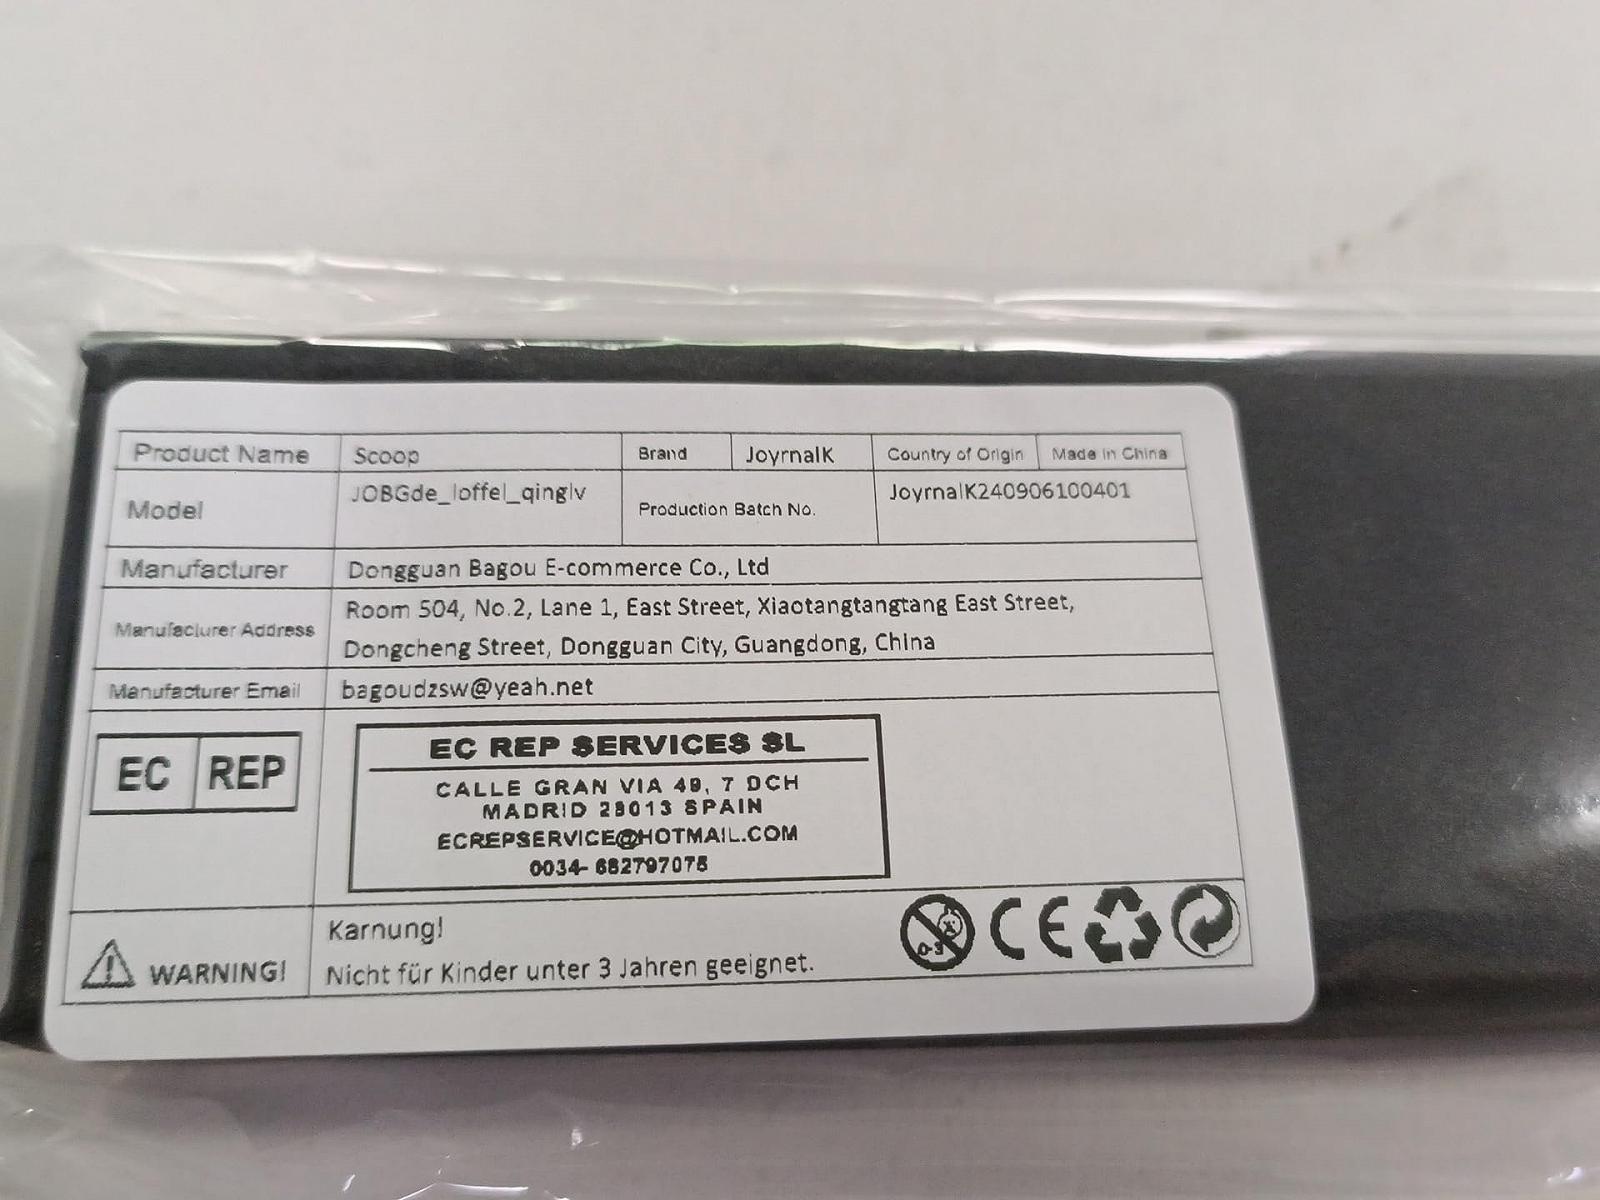 Product Name Scoop Brand JoyrnalK Country of Origin Made in China
Model JOBGde_loffel_qinglv Production Batch No. JoyrnalK240906100401
Manufacturer Dongguan Bagou E-commerce Co., Ltd
Manufacturer Address Room 504, No.2, Lane 1, East Street, Xiaotangtangtang East Street,
Dongcheng Street, Dongguan City, Guangdong, China
Manufacturer Email bagoudzsw@yeah.net
EC REP
EC REP SERVICES SL
CALLE GRAN VIA 49, 7 DCH
MADRID 28013 SPAIN
ECREPSERVICE@HOTMAIL.COM
0034-
WARNING! Karnung!
Nicht für Kinder unter 3 Jahren geeignet.
0-3 CE